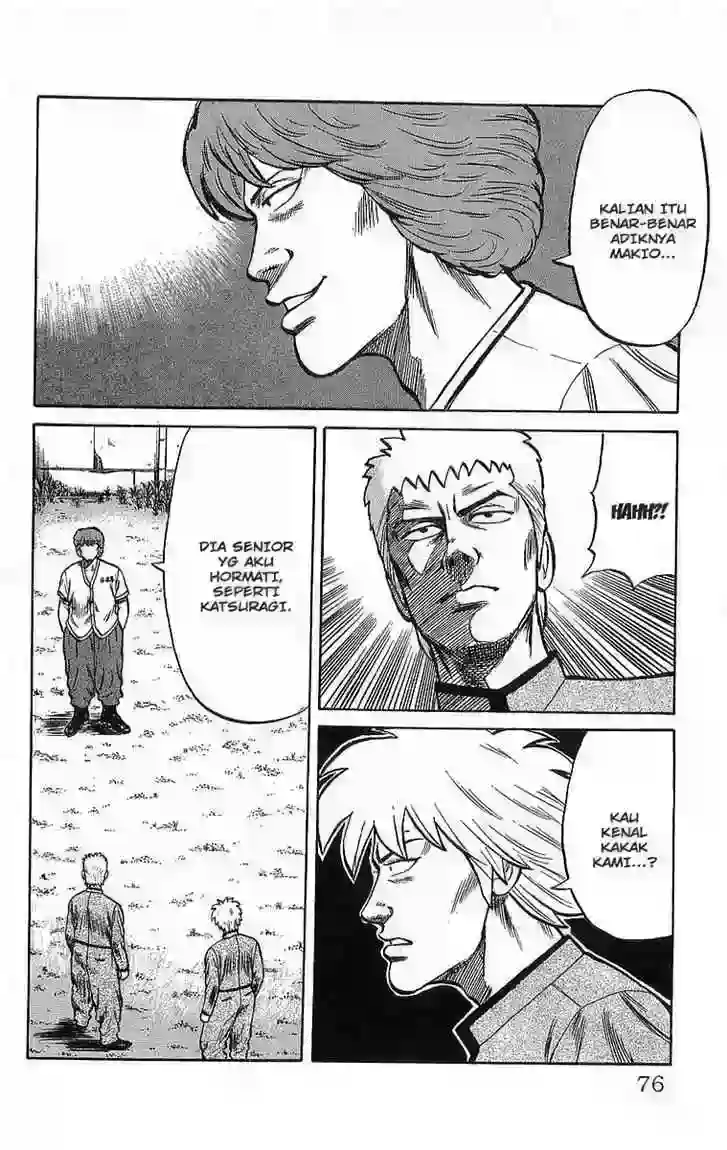 KALIAN ITU
BENAR-BENAR
ADIKNYA
MAKIO...
HAHH?!
KAU
KENAL
KAKAK
KAMI...?
DIA SENIOR
YG AKU
HORMATI,
SEPERTI
KATSURAGI.
76